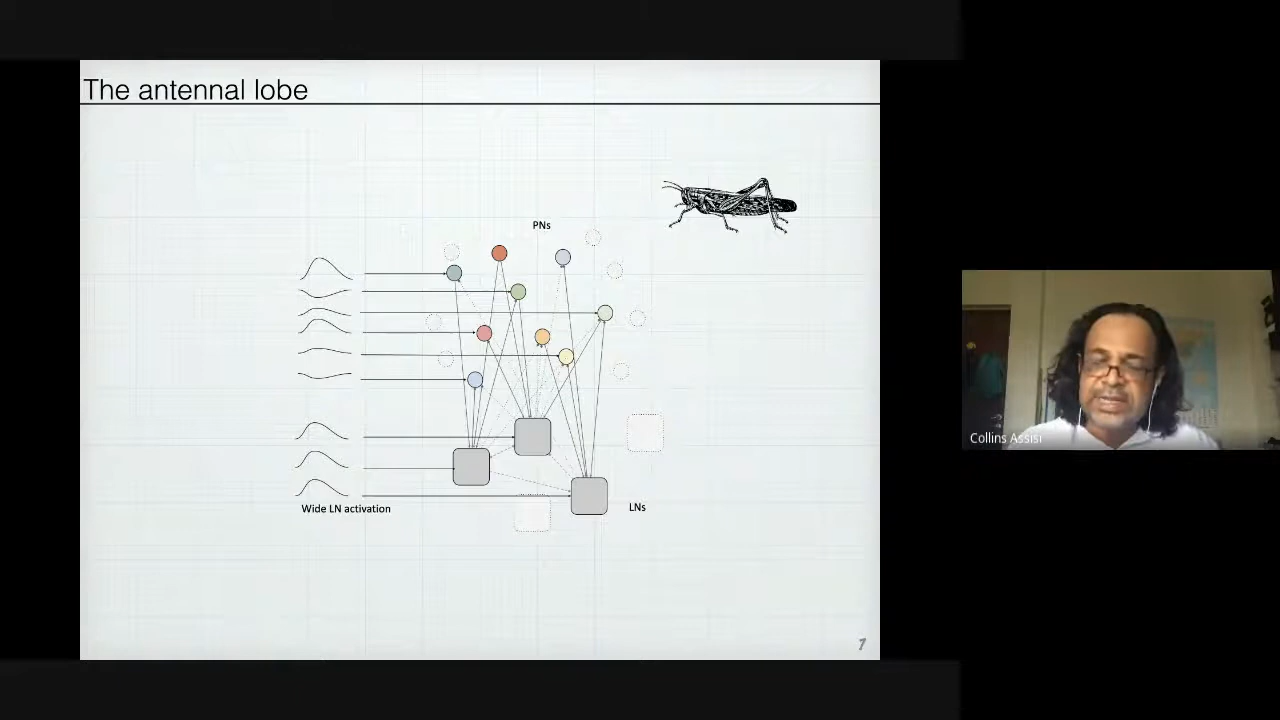 The antennal lobe
PNs
Wide LN activation
LNs
7
Collins Assisi